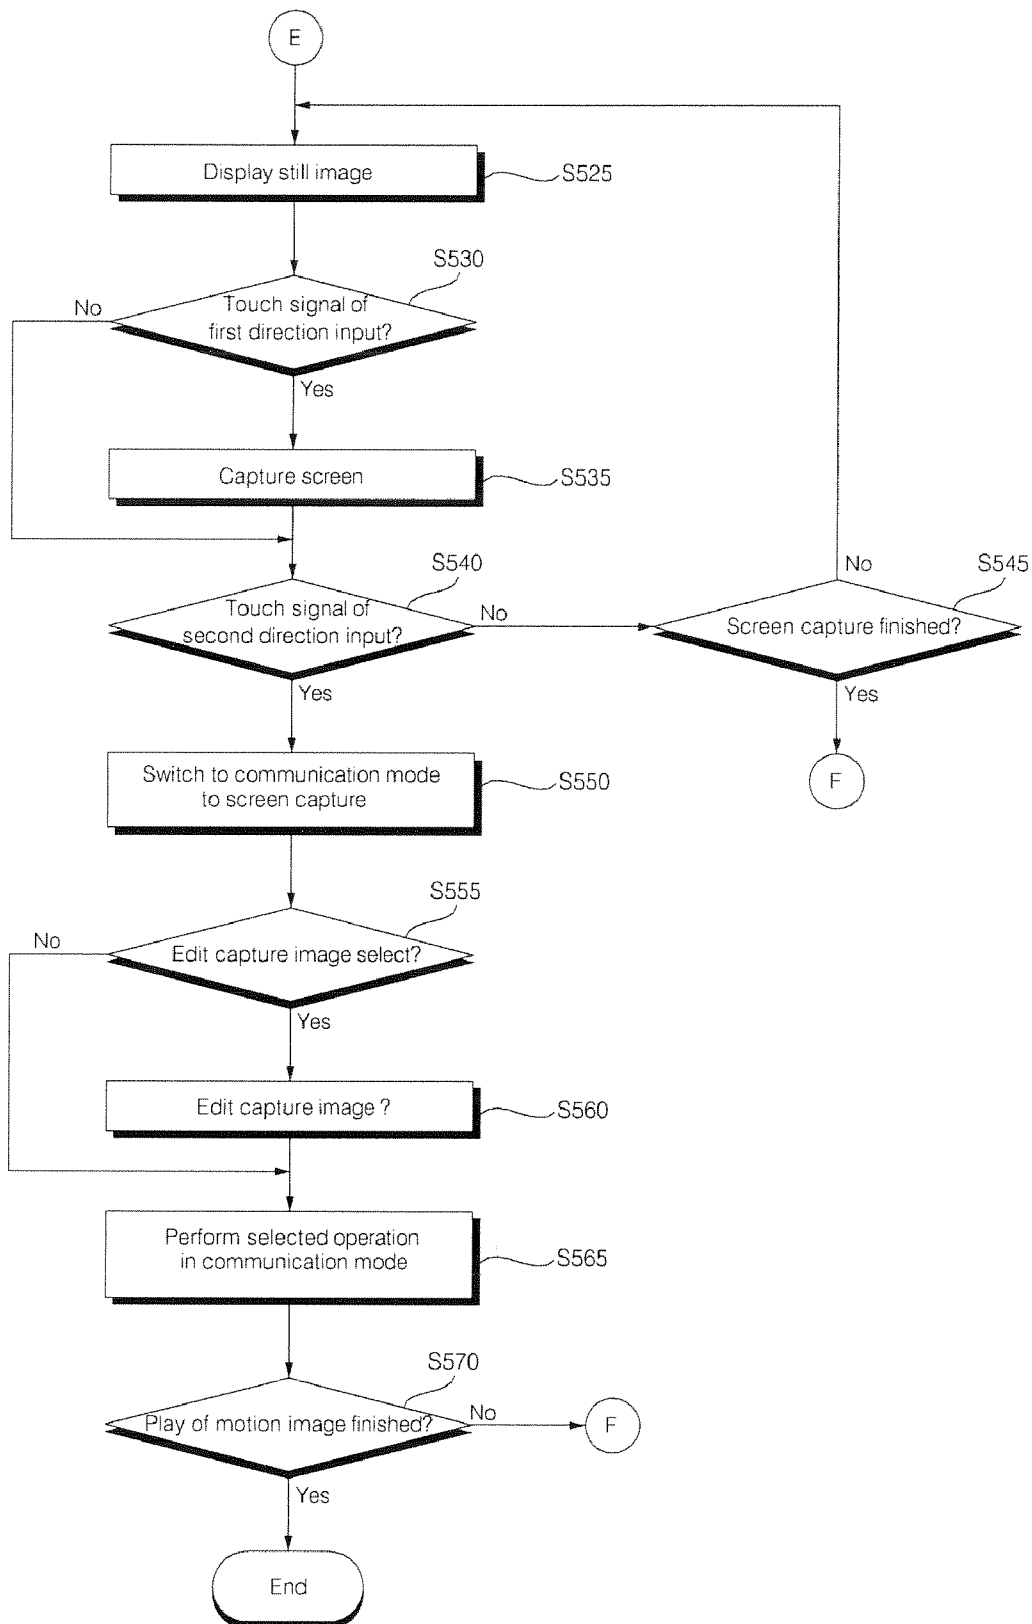 E
Display still image
S525
S530
No
Touch signal of
first direction input?
Yes
Capture screen
S535
S540
Touch signal of
second direction input?
No
No
S545
Screen capture finished?
Yes
Yes
F
Switch to communication mode
to screen capture
S550
S555
No
Edit capture image select?
Yes
Edit capture image ?
S560
Perform selected operation
in communication mode
S565
S570
Play of motion image finished?
No
F
Yes
End